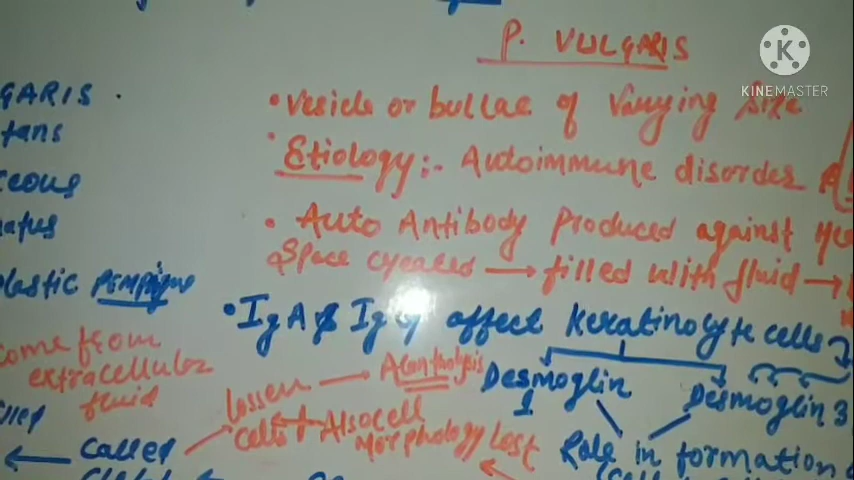 P. VULGARIS
KINEMASTER
GARIS
• Vesicle or bullae of Varying Size
tans
• Etiology:- Autoimmune disorder
ceous
• Auto Antibody Produced against
Space created → filled with fluid →
plastic Pemphigus
• IgA & IgG affect Keratinocyte cells
come from
extracellular
fluid
Loosen
cells
→ Acantholysis
+ Also cell
morphology Lost
Desmoglin
1
Desmoglin 3
Role in formation
called